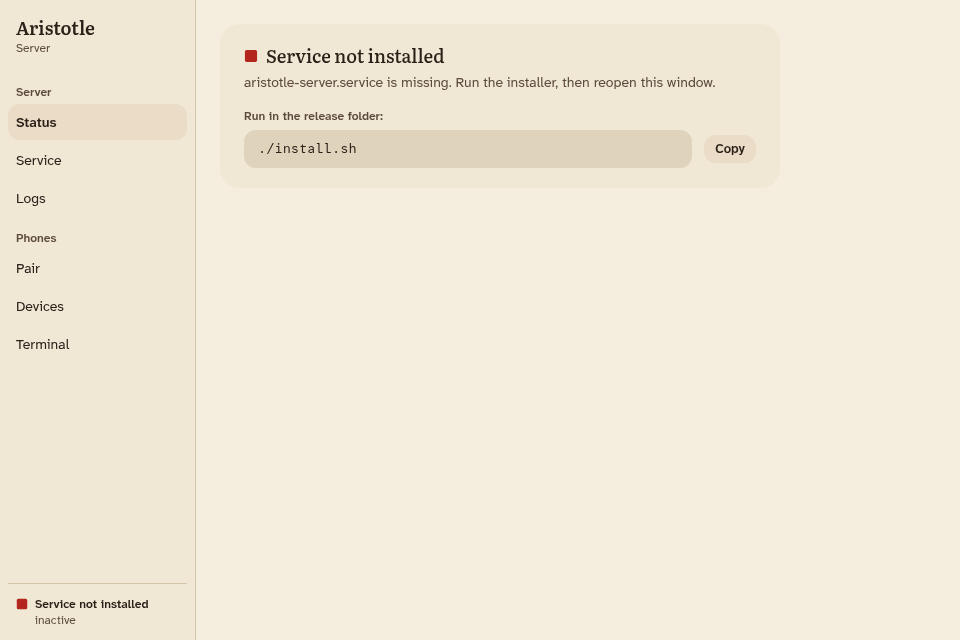 Aristotle
Server
Server
Status
Service
Logs
Phones
Pair
Devices
Terminal
Service not installed
inactive
Service not installed
aristotle-server.service is missing. Run the installer, then reopen this window.
Run in the release folder:
./install.sh
Copy